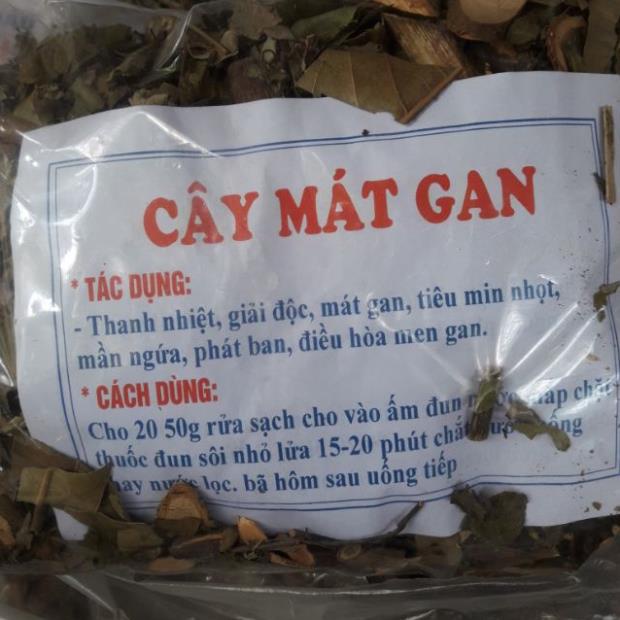 CÂY MÁT GAN
* TÁC DỤNG:
- Thanh nhiệt, giải độc, mát gan, tiêu min nhọt,
mần ngứa, phát ban, điều hòa men gan.
* CÁCH DÙNG:
Cho 20 50g rửa sạch cho vào ấm đun
thuốc đun sôi nhỏ lửa 15-20 phút chắt
nước lọc. bã hôm sau uống tiếp